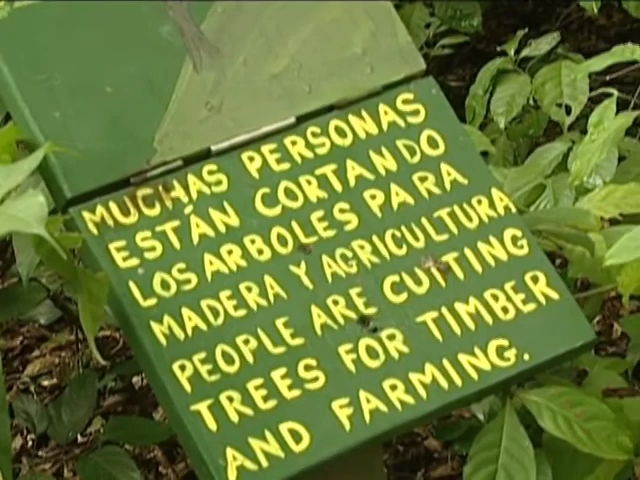 MUCHAS PERSONAS
ESTÁN CORTANDO
LOS ARBOLES PARA
MADERA Y AGRICULTURA
PEOPLE ARE CUTTING
TREES FOR TIMBER
AND FARMING.